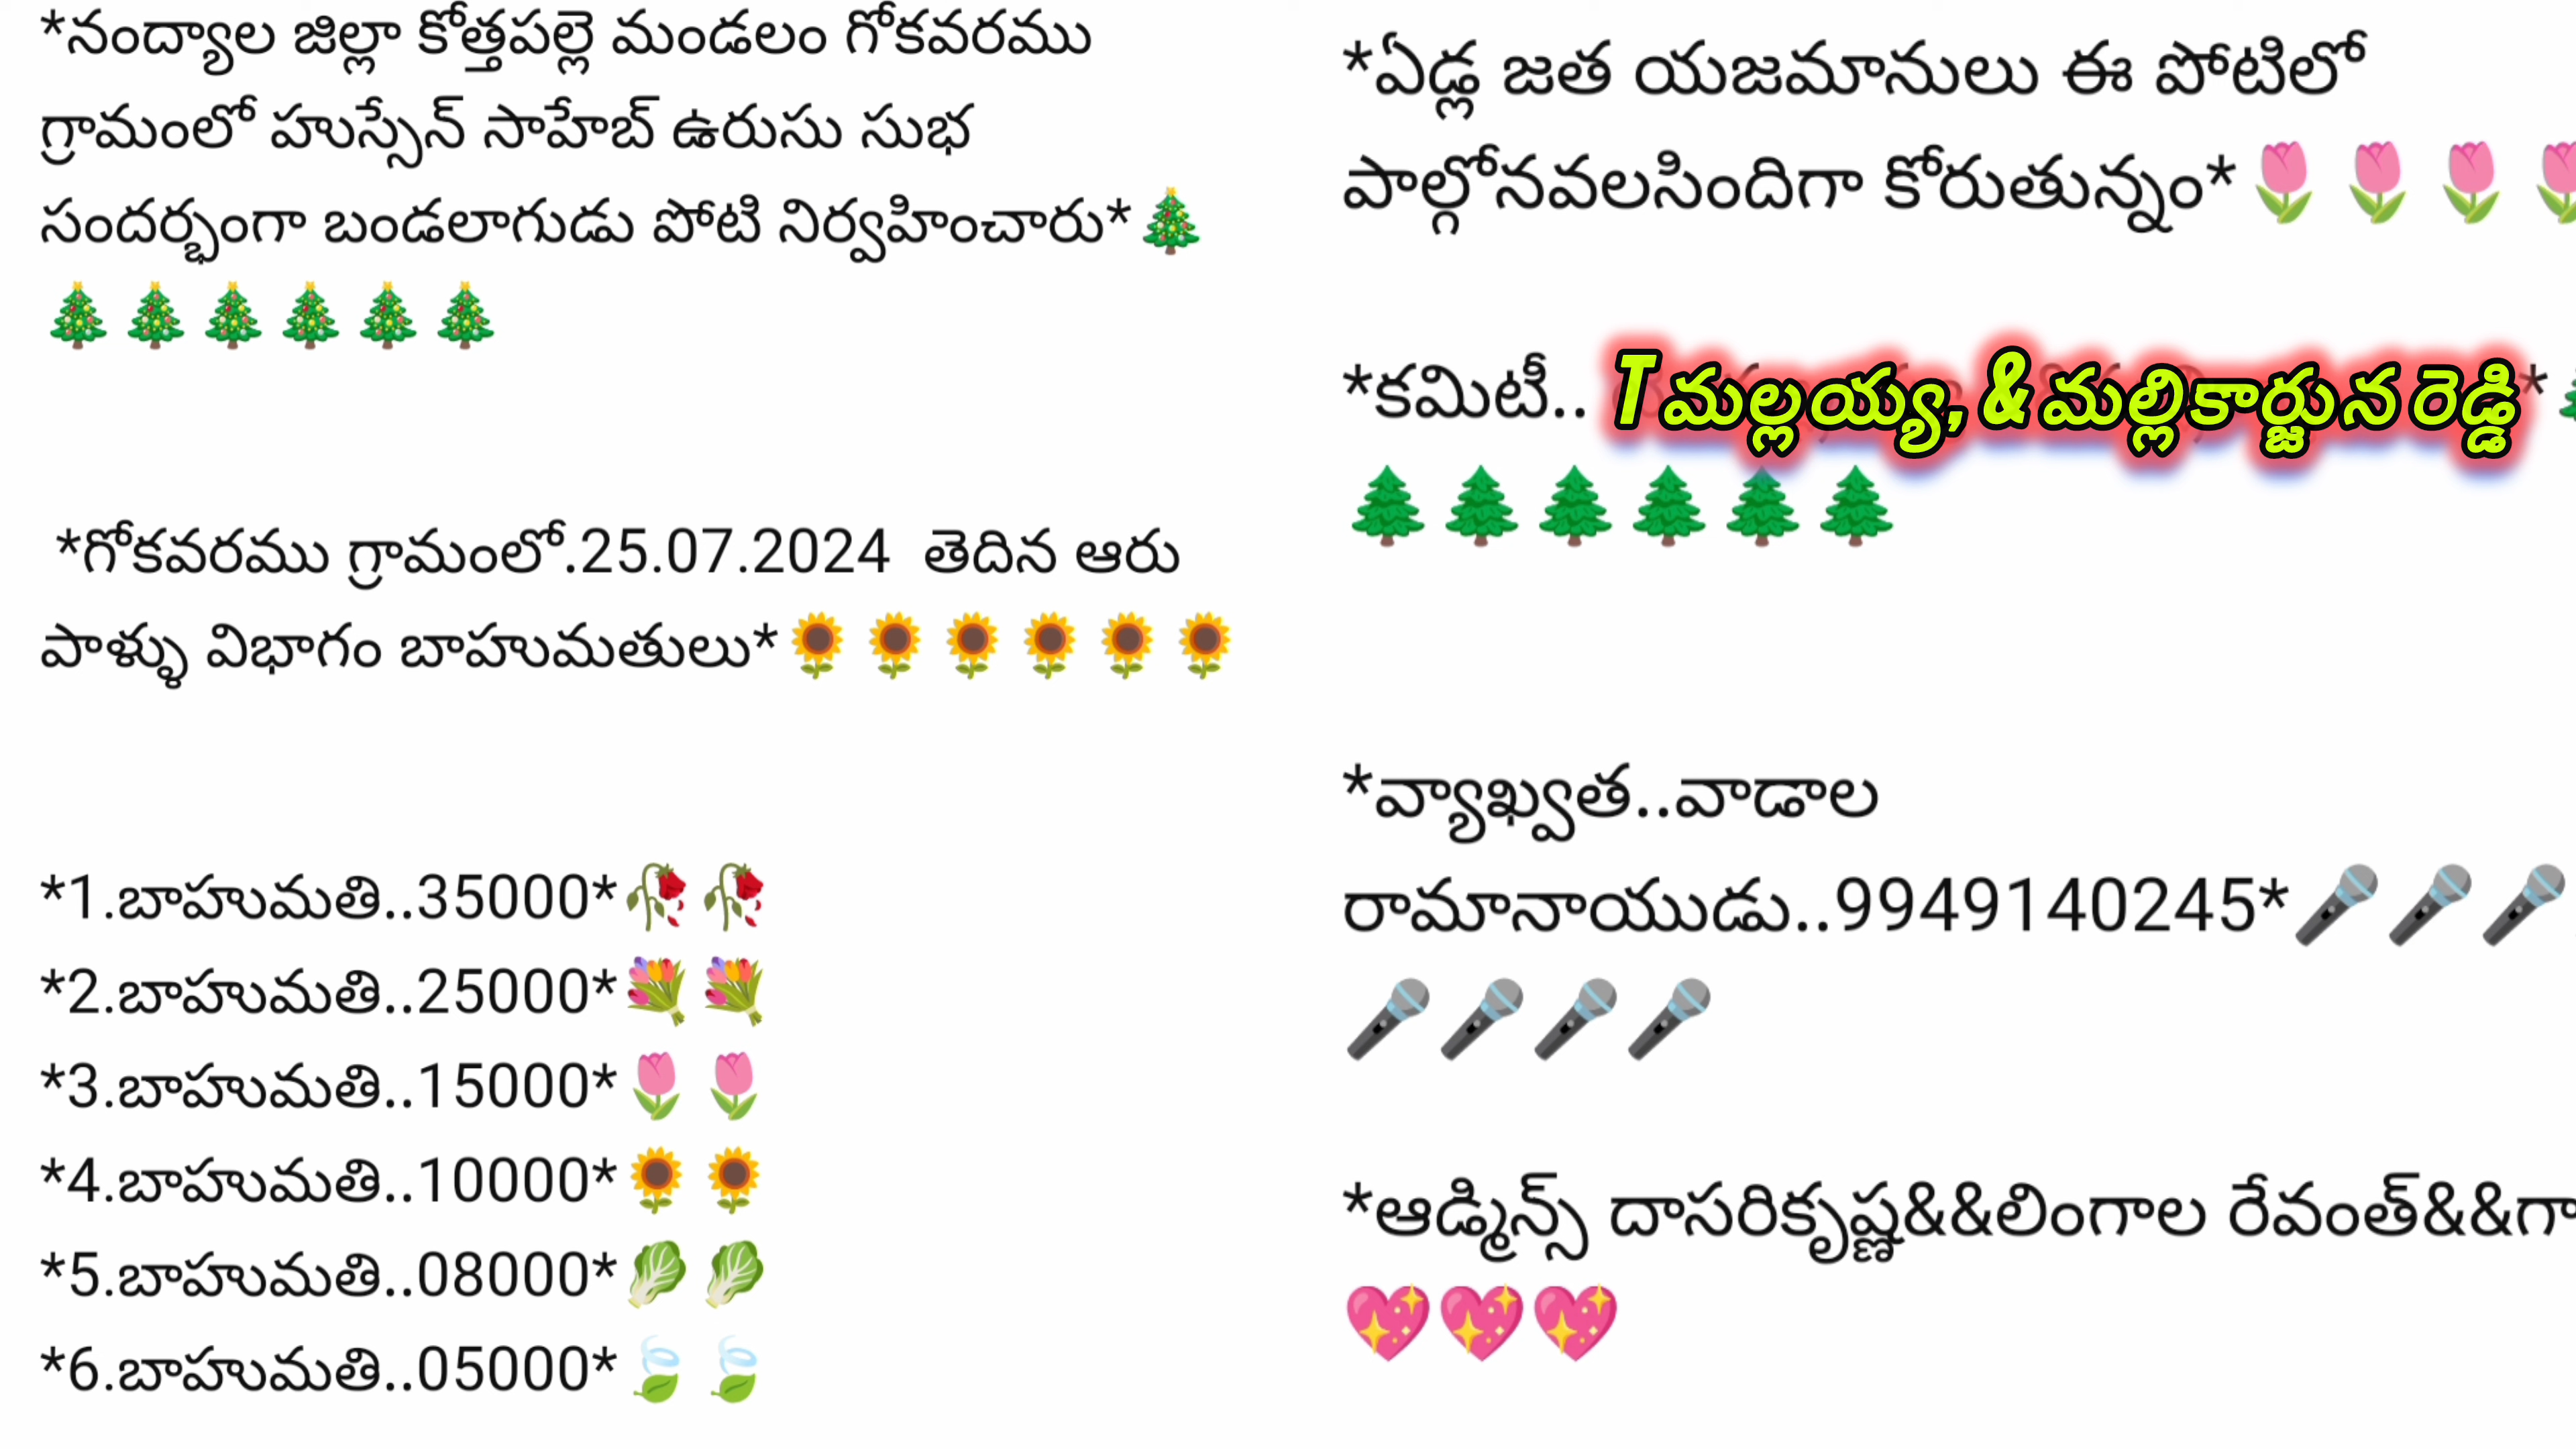 *నంద్యాల జిల్లా కోత్తపల్లె మండలం గోకవరము
గ్రామంలో హుస్సేన్ సాహేబ్ ఉరుసు సుభ
సందర్భంగా బండలాగుడు పోటి నిర్వహించారు*🎄
🎄🎄🎄🎄🎄🎄
*గోకవరము గ్రామంలో.25.07.2024 తెదిన ఆరు
పాళ్ళు విభాగం బాహుమతులు*🌻🌻🌻🌻🌻🌻
*1.బాహుమతి..35000*🥀🥀
*2.బాహుమతి..25000*💐💐
*3.బాహుమతి..15000*🌷🌷
*4.బాహుమతి..10000*🌻🌻
*5.బాహుమతి..08000*🥬🥬
*6.బాహుమతి..05000*🍃🍃
*ఏడ్ల జత యజమానులు ఈ పోటిలో
పాల్గోనవలసిందిగా కోరుతున్నం*🌷🌷🌷🌷
*కమిటీ.. T మల్లయ్య, & మల్లికార్జున రెడ్డి*🌲
🌲🌲🌲🌲🌲🌲
*వ్యాఖ్వత..వాడాల
రామానాయుడు..9949140245*🎤🎤🎤
🎤🎤🎤🎤
*ఆడ్మిన్స్ దాసరికృష్ణ&&లింగాల రేవంత్&&గా
💖💖💖